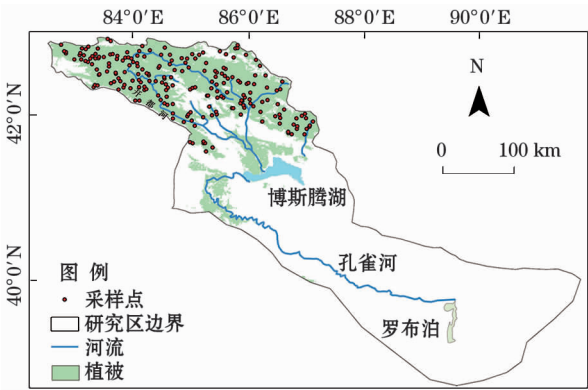 84°0′E 86°0′E 88°0′E 90°0′E
42°0′N
40°0′N
N
0 100 km
博斯腾湖
孔雀河
罗布泊
图 例
采样点
研究区边界
河流
植被